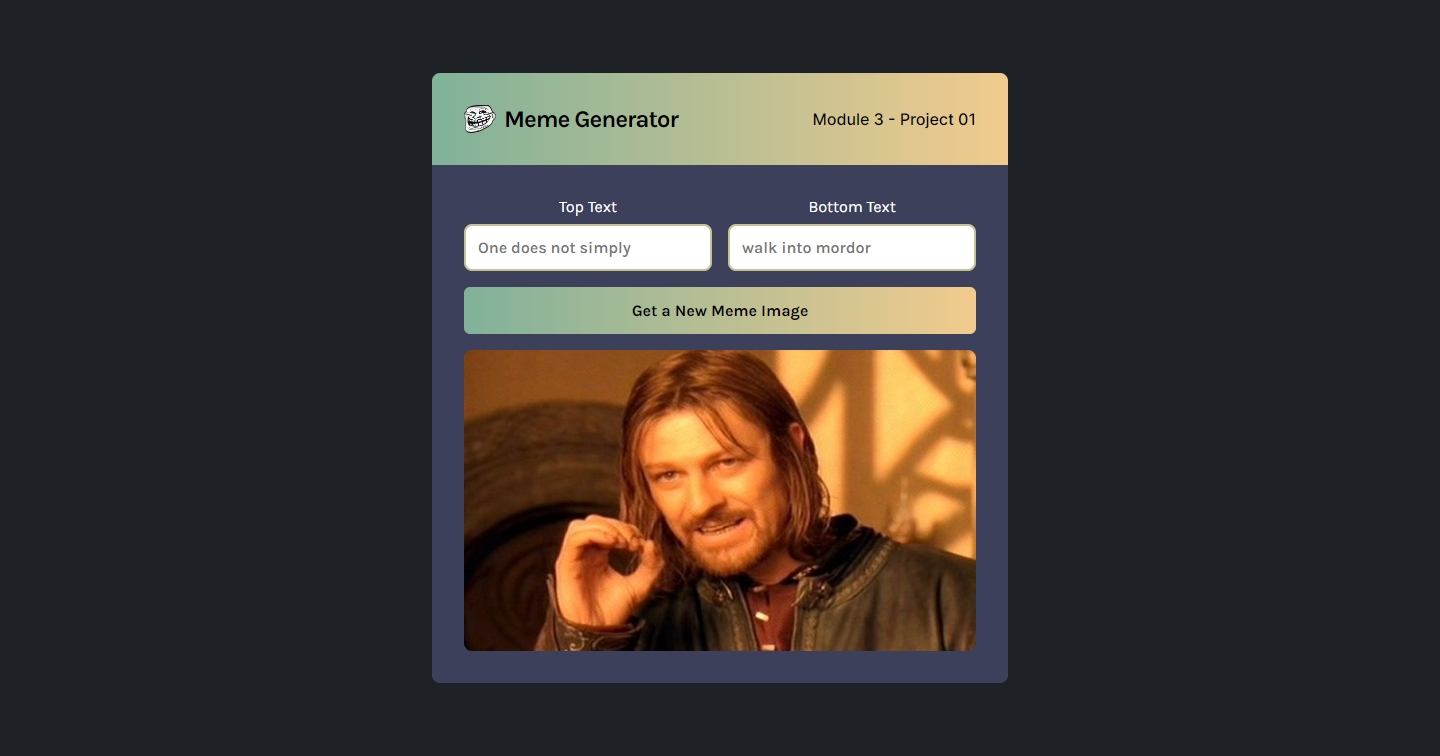 Meme Generator
Module 3 - Project 01
Top Text
Bottom Text
One does not simply
walk into mordor
Get a New Meme Image